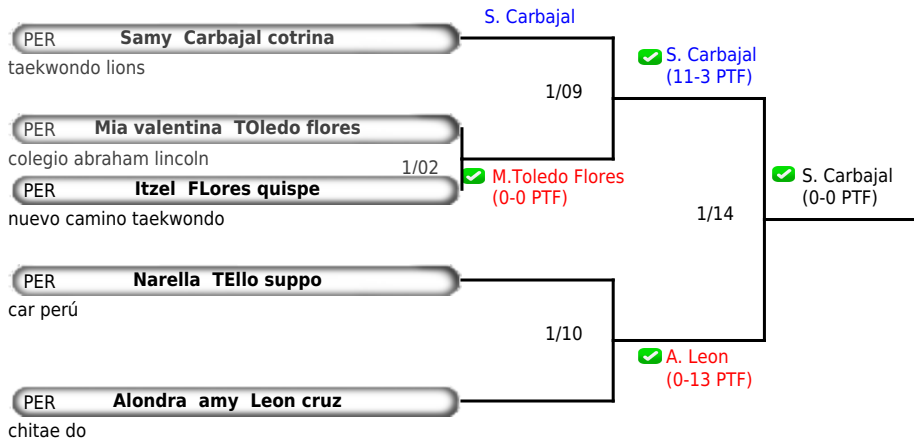 S. Carbajal
PER Samy Carbajal cotrina
taekwondo lions
1/09
S. Carbajal
(11-3 PTF)
PER Mia valentina TOledo flores
colegio abraham lincoln
1/02
M.Toledo Flores
(0-0 PTF)
PER Itzel FLores quispe
nuevo camino taekwondo
1/14
S. Carbajal
(0-0 PTF)
PER Narella TEllo suppo
car perú
1/10
A. Leon
(0-13 PTF)
PER Alondra amy Leon cruz
chitae do